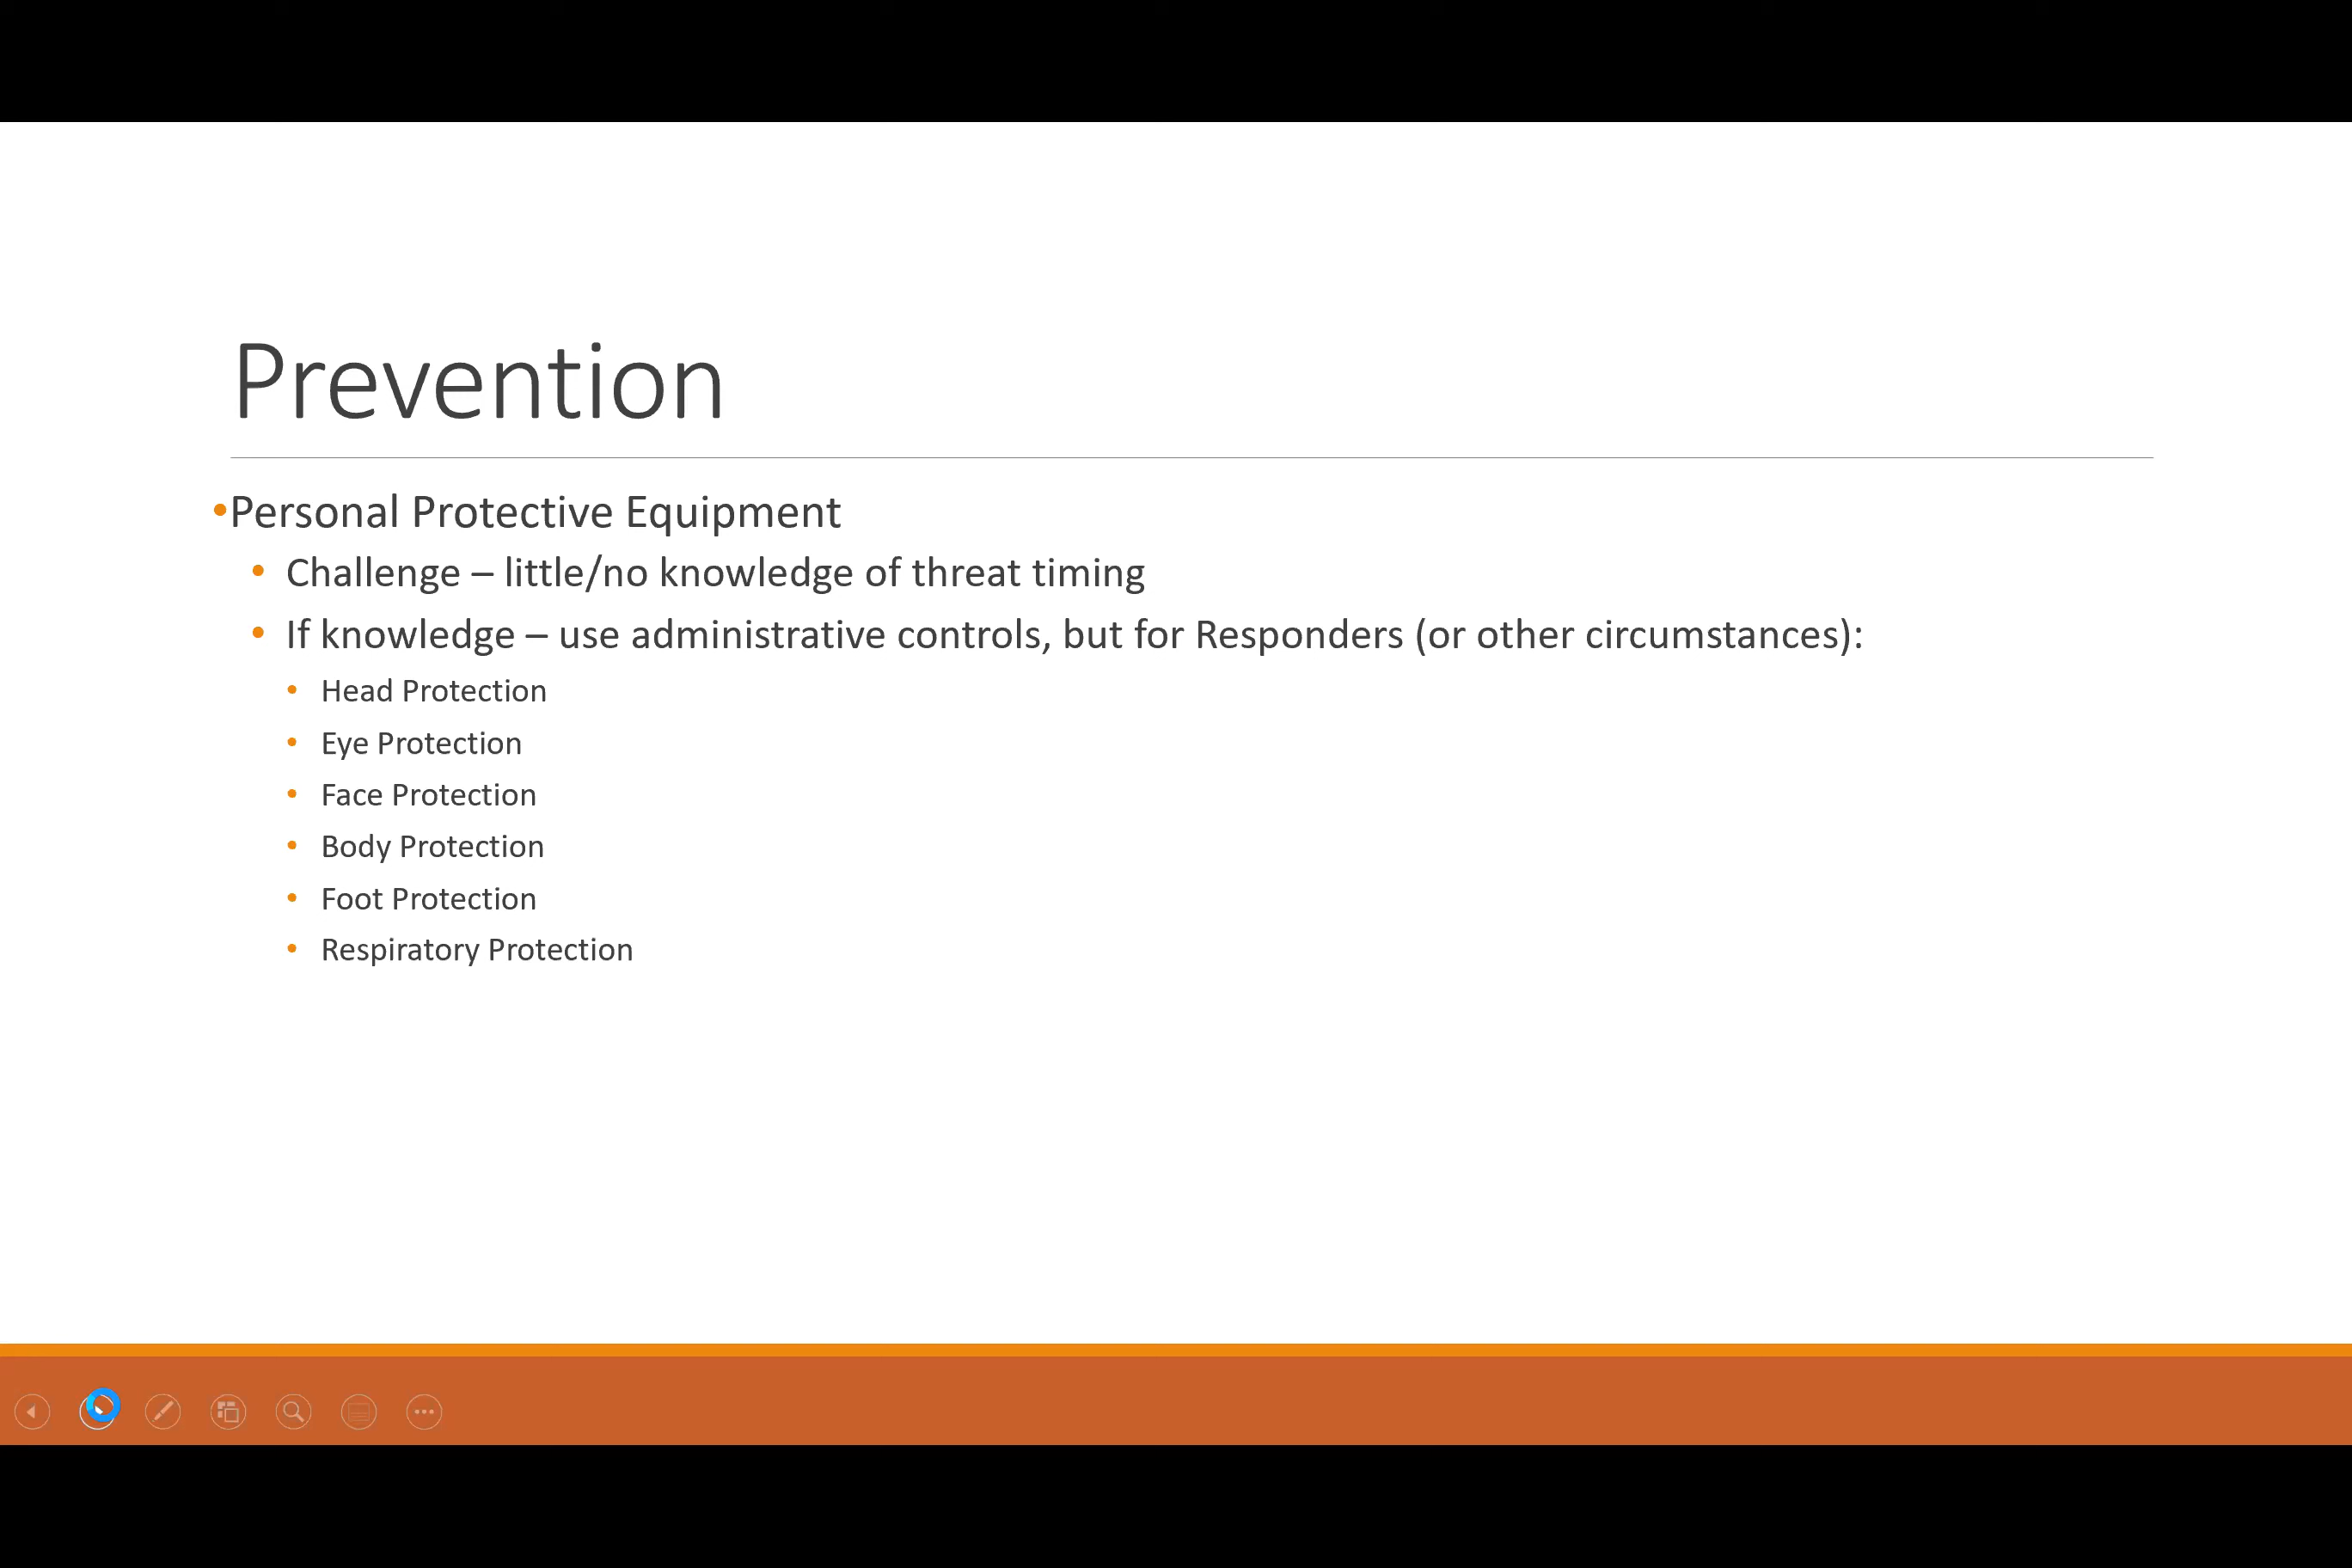 Prevention
•Personal Protective Equipment
• Challenge – little/no knowledge of threat timing
• If knowledge – use administrative controls, but for Responders (or other circumstances):
• Head Protection
• Eye Protection
• Face Protection
• Body Protection
• Foot Protection
• Respiratory Protection